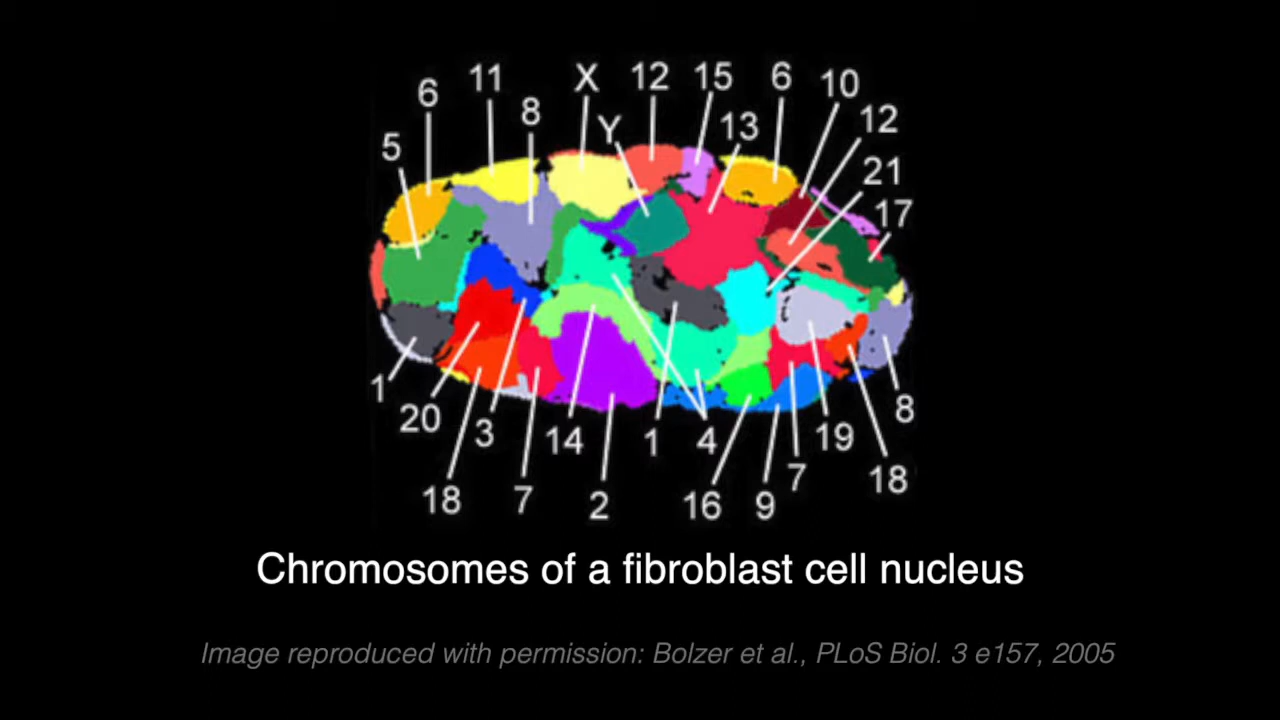 11 X 12 15 6 10
6 8 12
5 Y 13 21
17
1 20 3 14 1 4 19 8
18 7 2 16 9 7 18
Chromosomes of a fibroblast cell nucleus
Image reproduced with permission: Bolzer et al., PLoS Biol. 3 e157, 2005